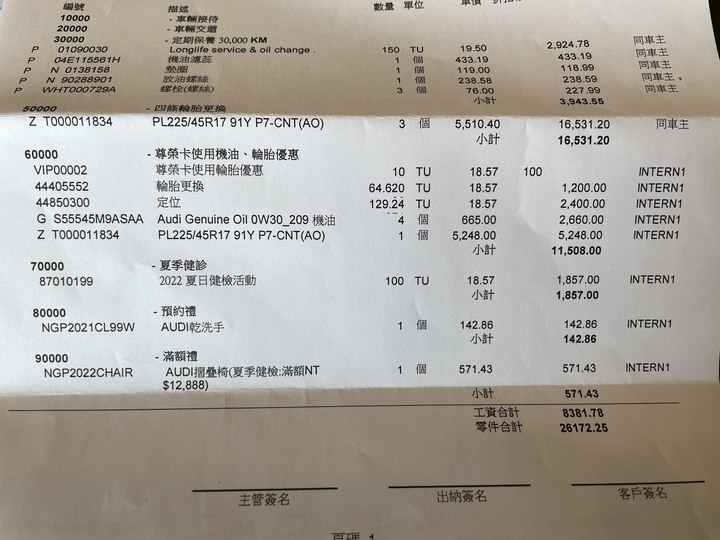 編號 描述 數量 單位 單價
10000 - 車輛接待
20000 - 車輛交還
30000 - 定期保養 30,000 KM 2,924.78 同車主
P 01090030 Longlife service & oil change . 150 TU 19.50
P 04E115561H 機油濾蕊 1 個 433.19 433.19 同車主
P N 0138158 墊圈 1 個 119.00 118.99 同車主
P N 90288901 放油螺絲 1 個 238.58 238.59 同車主 。
P WHT000729A 螺栓(螺絲) 3 個 76.00 227.99 同車主
小計 3,943.55
50000 - 四條輪胎更換
Z T000011834 PL225/45R17 91Y P7-CNT(AO) 3 個 5,510.40 16,531.20 同車主
小計 16,531.20
60000 - 尊榮卡使用機油、輪胎優惠
VIP00002 尊榮卡使用輪胎優惠 10 TU 18.57 100 INTERN1
44405552 輪胎更換 64.620 TU 18.57 1,200.00 INTERN1
44850300 定位 129.24 TU 18.57 2,400.00 INTERN1
G S55545M9ASAA Audi Genuine Oil 0W30_209 機油 4 個 665.00 2,660.00 INTERN1
Z T000011834 PL225/45R17 91Y P7-CNT(AO) 1 個 5,248.00 5,248.00 INTERN1
小計 11,508.00
70000 - 夏季健診
87010199 2022 夏日健檢活動 100 TU 18.57 1,857.00 INTERN1
小計 1,857.00
80000 - 預約禮
NGP2021CL99W AUDI乾洗手 1 個 142.86 142.86 INTERN1
小計 142.86
90000 - 滿額禮
NGP2022CHAIR AUDI摺疊椅(夏季健檢:滿額NT 1 個 571.43 571.43 INTERN1
$12,888)
小計 571.43
工資合計 8381.78
零件合計 26172.25
主管簽名 出納簽名 客戶簽名
頁碼 1